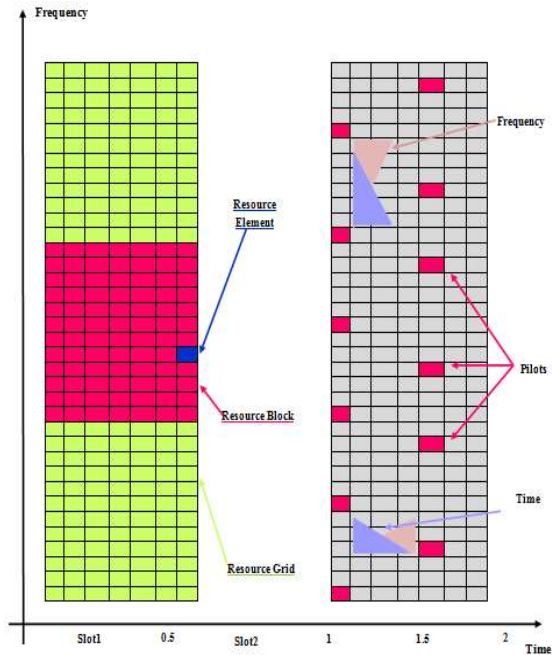 Frequency
Frequency
Resource
Element
Pilots
Resource Block
Time
Resource Grid
Slot1
0.5
Slot2
1
1.5
2
Time